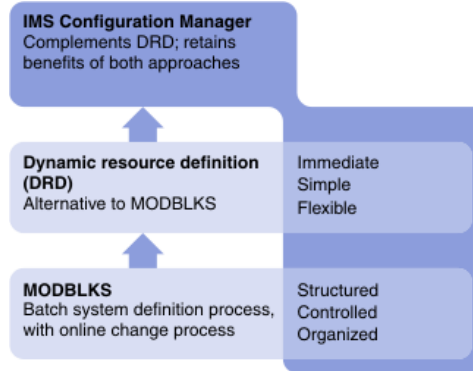 IMS Configuration Manager
Complements DRD; retains
benefits of both approaches
Dynamic resource definition
(DRD)
Alternative to MODBLKS
Immediate
Simple
Flexible
MODBLKS
Batch system definition process,
with online change process
Structured
Controlled
Organized